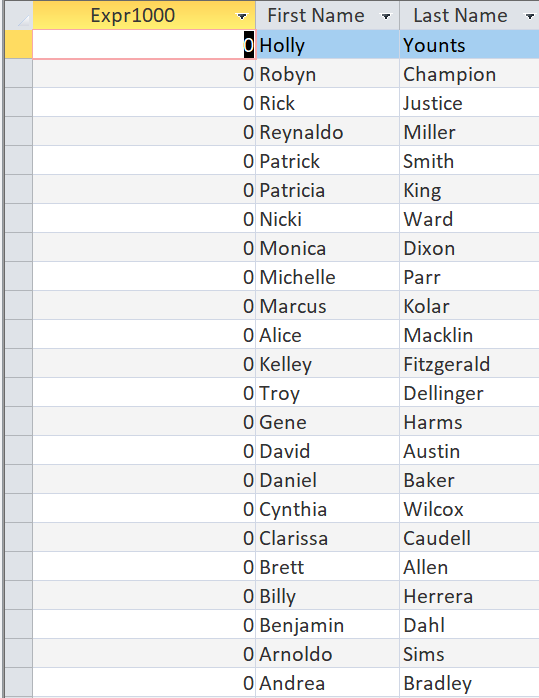 Expr1000 First Name Last Name
0 Holly Younts
0 Robyn Champion
0 Rick Justice
0 Reynaldo Miller
0 Patrick Smith
0 Patricia King
0 Nicki Ward
0 Monica Dixon
0 Michelle Parr
0 Marcus Kolar
0 Alice Macklin
0 Kelley Fitzgerald
0 Troy Dellinger
0 Gene Harms
0 David Austin
0 Daniel Baker
0 Cynthia Wilcox
0 Clarissa Caudell
0 Brett Allen
0 Billy Herrera
0 Benjamin Dahl
0 Arnoldo Sims
0 Andrea Bradley